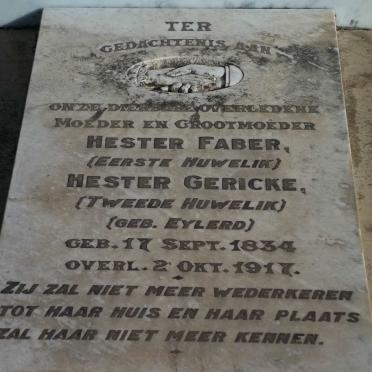 TER
GEDACHTENIS AAN
ONZE DIERBARE OVERLEDENE
MOEDER EN GROOTMOEDER
HESTER FABER,
(EERSTE HUWELIK)
HESTER GERICKE,
(TWEEDE HUWELIK)
(GEB. EYLERD)
GEB. 17 SEPT. 1834
OVERL. 2 OKT. 1917.
ZIJ ZAL NIET MEER WEDERKEREN
TOT HAAR HUIS EN HAAR PLAATS
ZAL HAAR NIET MEER KENNEN.